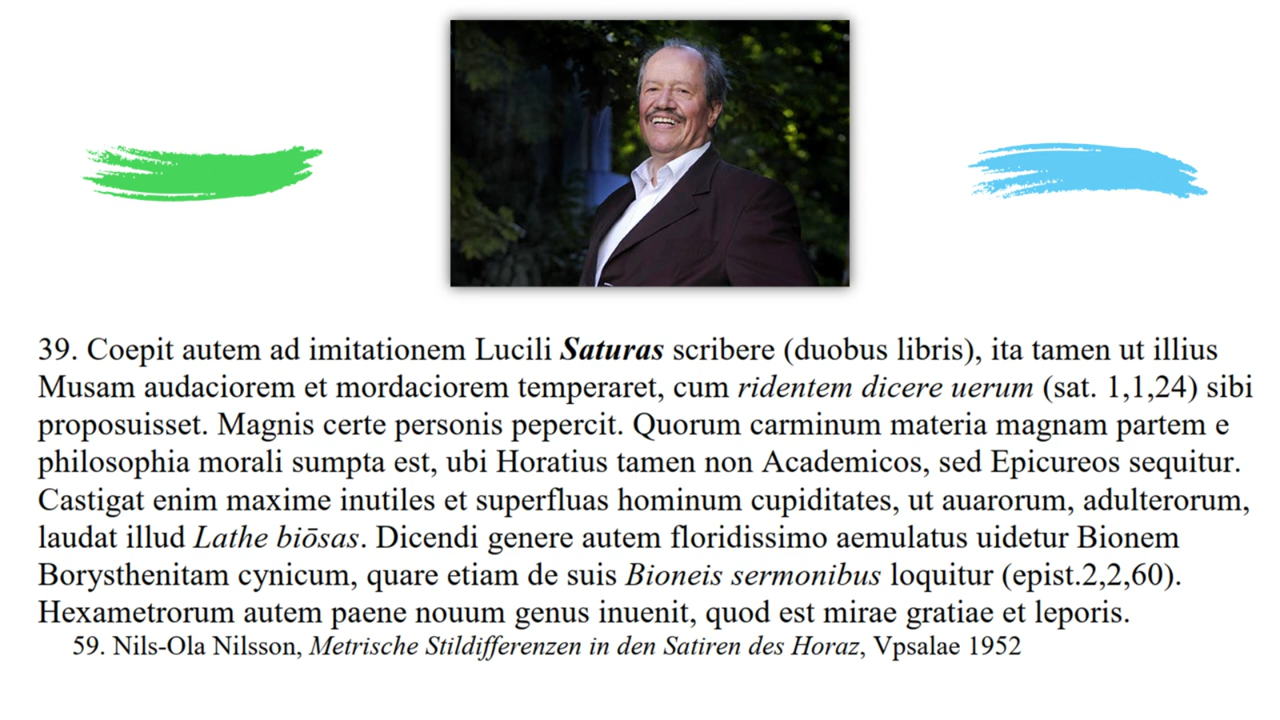 39. Coepit autem ad imitationem Lucili Saturas scribere (duobus libris), ita tamen ut illius
Musam audaciorem et mordaciorem temperaret, cum ridentem dicere uerum (sat. 1,1,24) sibi
proposuisset. Magnis certe personis pepercit. Quorum carminum materia magnam partem e
philosophia morali sumpta est, ubi Horatius tamen non Academicos, sed Epicureos sequitur.
Castigat enim maxime inutiles et superfluas hominum cupiditates, ut auarorum, adulterorum,
laudat illud Lathe biōsas. Dicendi genere autem floridissimo aemulatus uidetur Bionem
Borysthenitam cynicum, quare etiam de suis Bioneis sermonibus loquitur (epist.2,2,60).
Hexametrorum autem paene nouum genus inuenit, quod est mirae gratiae et leporis.
59. Nils-Ola Nilsson, Metrische Stildifferenzen in den Satiren des Horaz, Vpsalae 1952